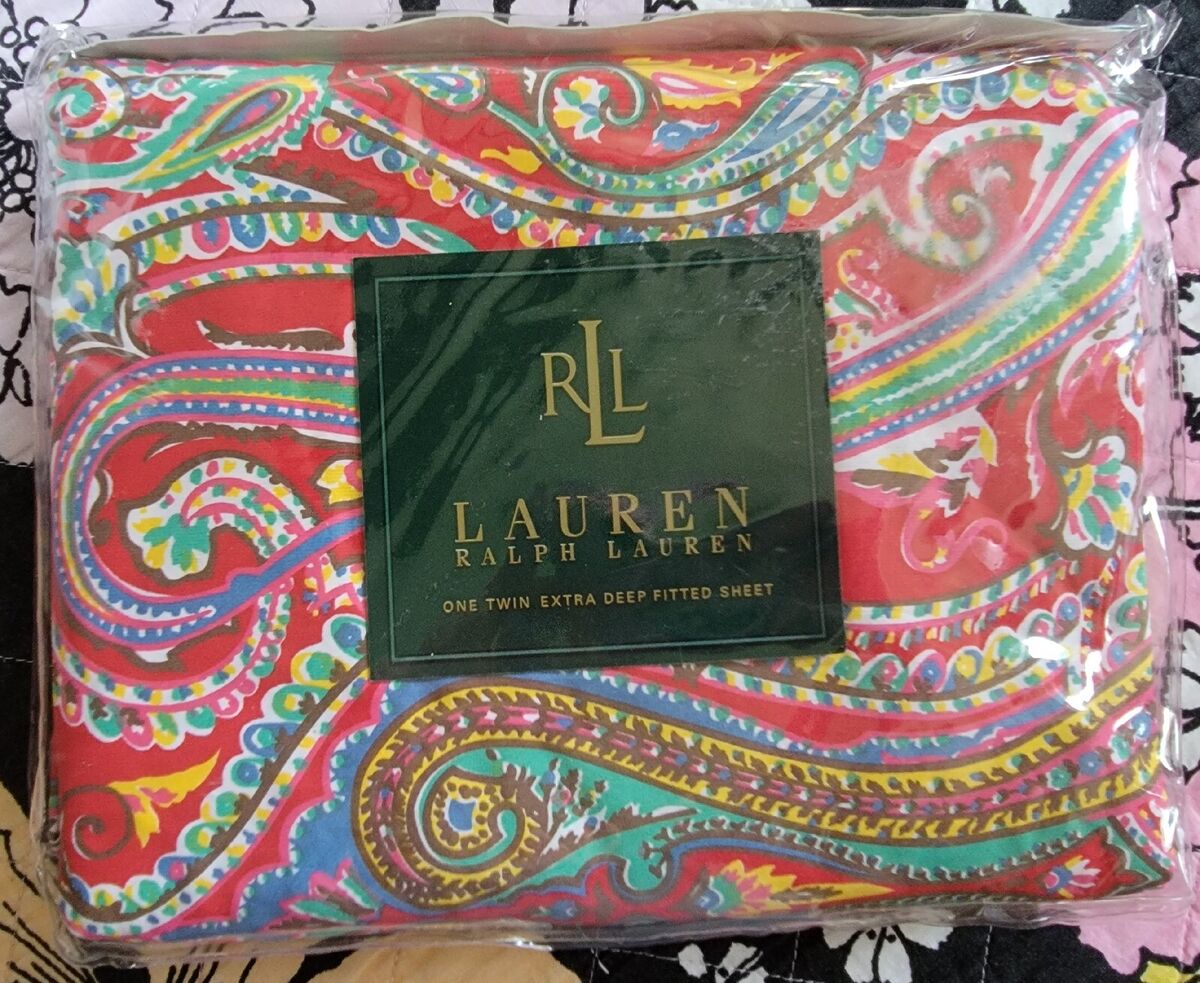 RLL
LAUREN
RALPH LAUREN
ONE TWIN EXTRA DEEP FITTED SHEET